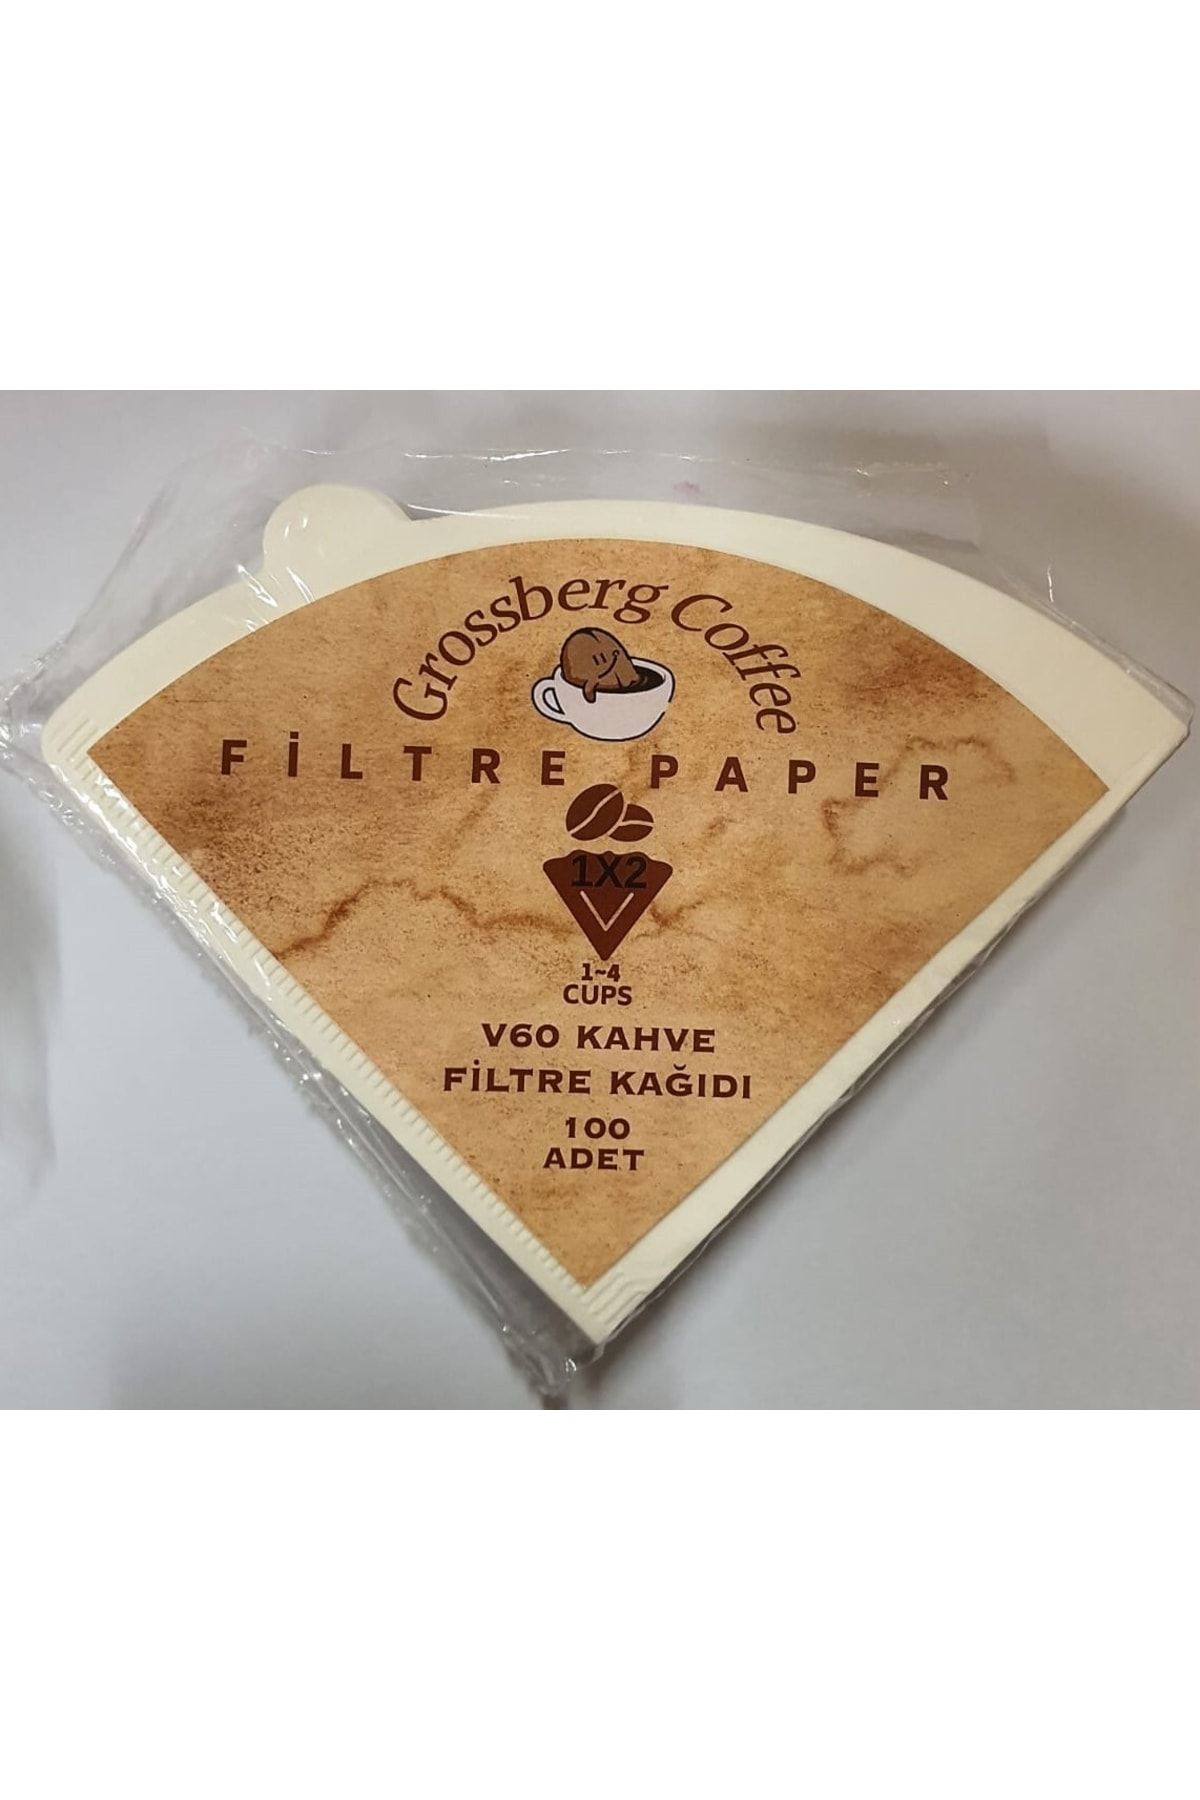 Grossberg Coffee
FİLTRE PAPER
1X2
1~4
CUPS
V60 KAHVE
FİLTRE KAĞIDI
100
ADET